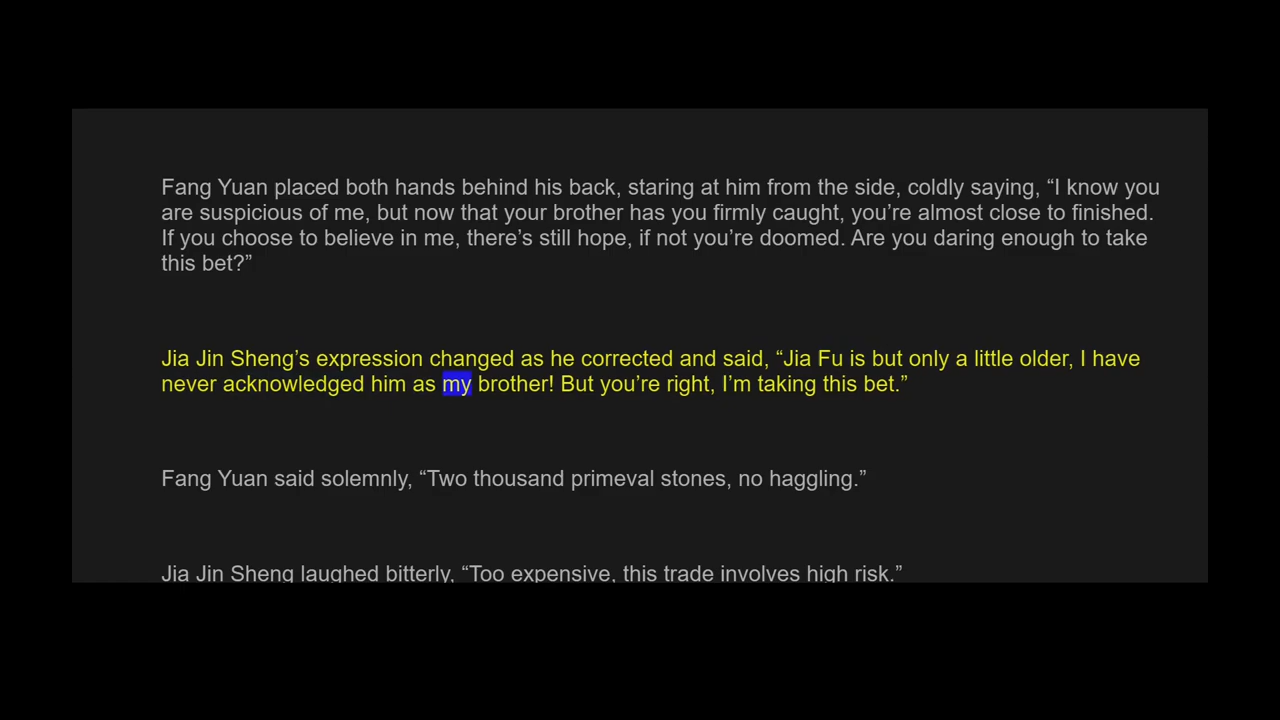 Fang Yuan placed both hands behind his back, staring at him from the side, coldly saying, “I know you
are suspicious of me, but now that your brother has you firmly caught, you’re almost close to finished.
If you choose to believe in me, there’s still hope, if not you’re doomed. Are you daring enough to take
this bet?”
Jia Jin Sheng’s expression changed as he corrected and said, “Jia Fu is but only a little older, I have
never acknowledged him as my brother! But you’re right, I’m taking this bet.”
Fang Yuan said solemnly, “Two thousand primeval stones, no haggling.”
Jia Jin Sheng laughed bitterly, “Too expensive, this trade involves high risk.”